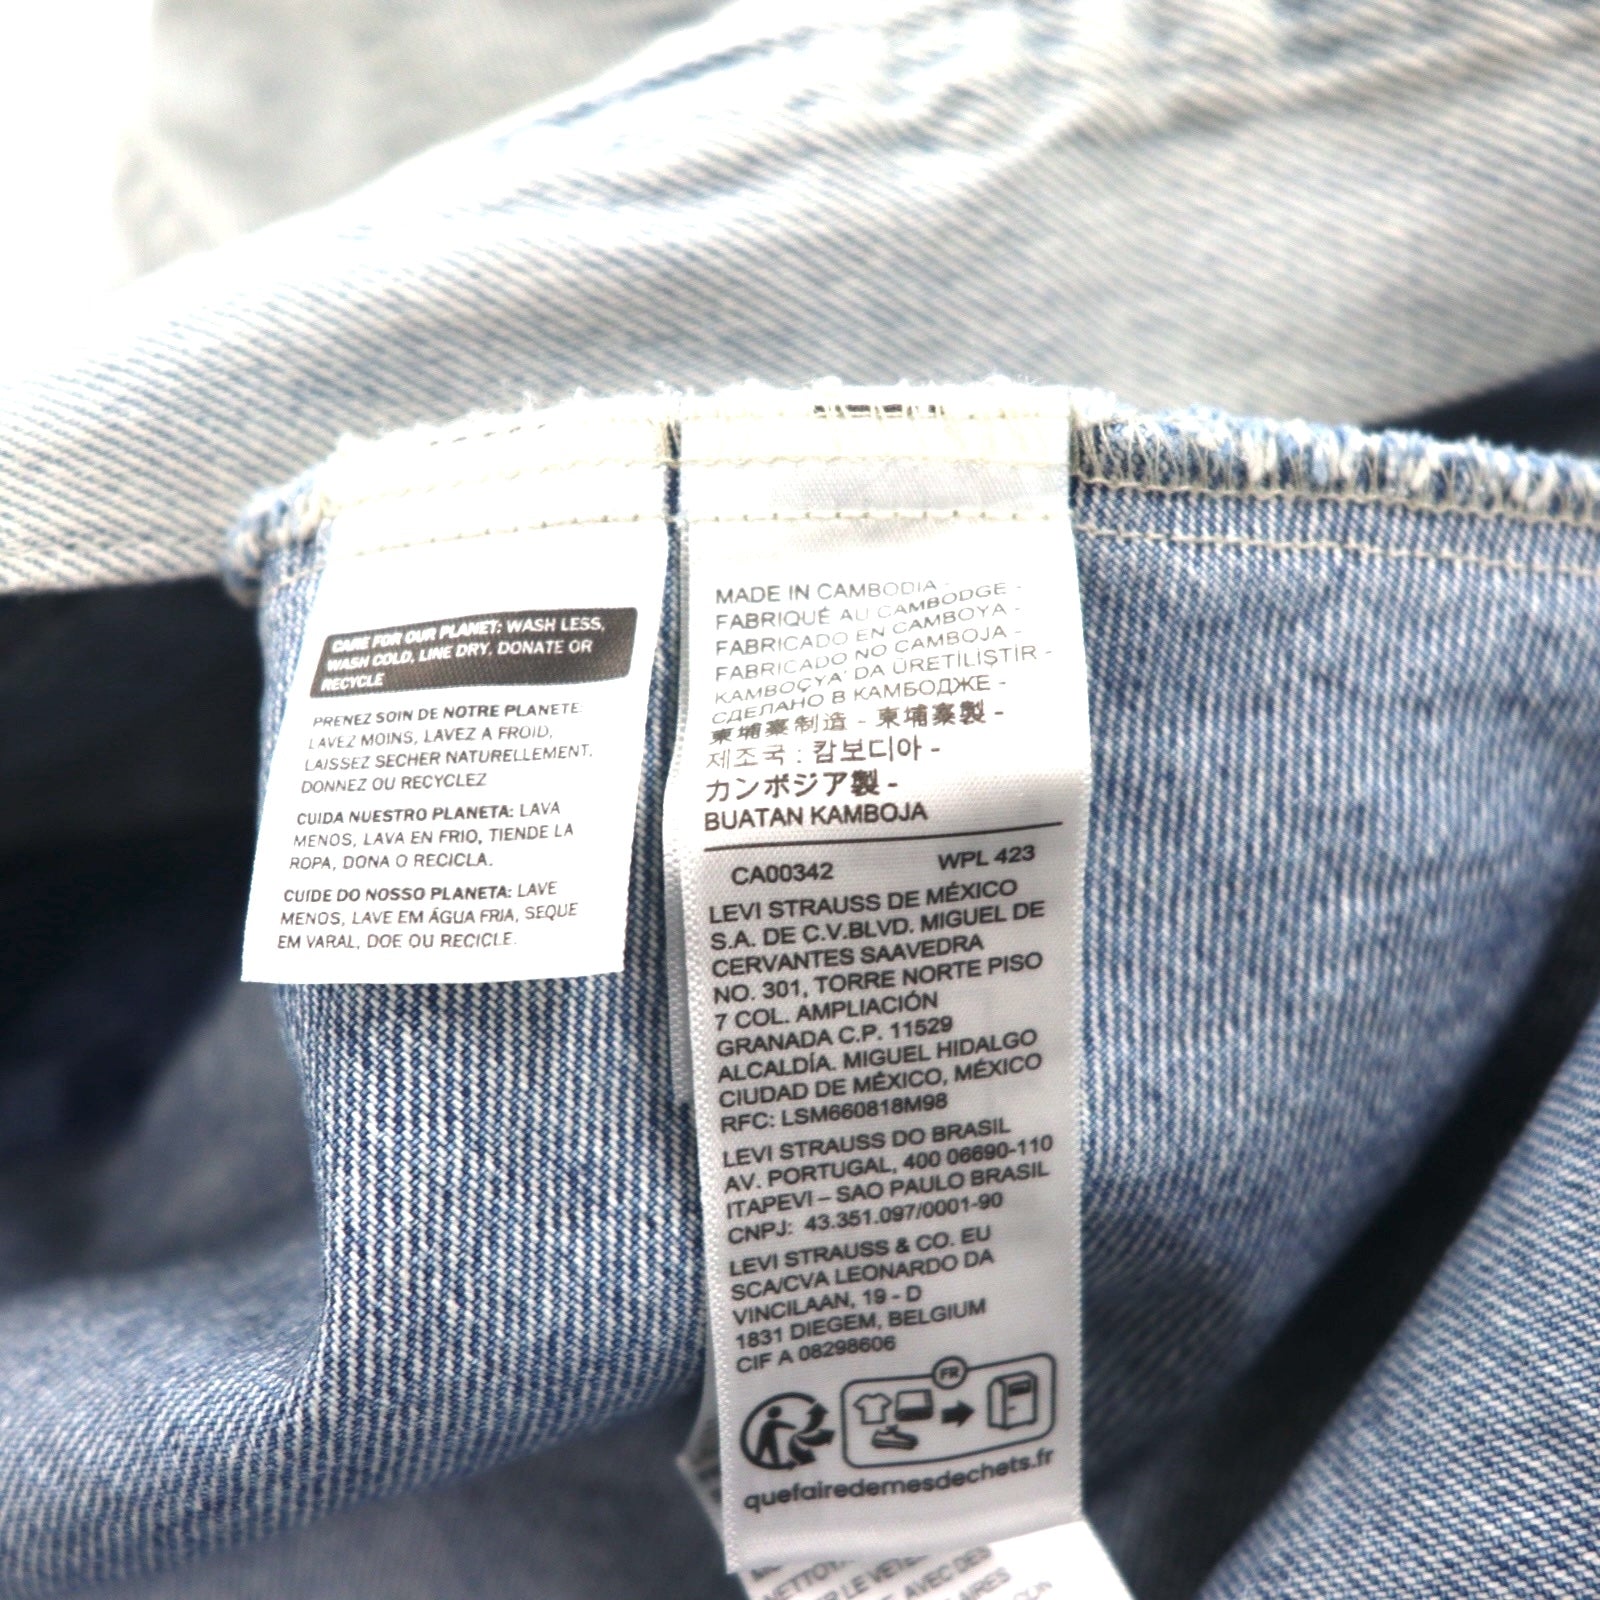 CARE FOR OUR PLANET: WASH LESS,
WASH COLD, LINE DRY, DONATE OR
RECYCLE
PRENEZ SOIN DE NOTRE PLANETE:
LAVEZ MOINS, LAVEZ A FROID,
LAISSEZ SECHER NATURELLEMENT,
DONNEZ OU RECYCLEZ
CUIDA NUESTRO PLANETA: LAVA
MENOS, LAVA EN FRIO, TIENDE LA
ROPA, DONA O RECICLA.
CUIDE DO NOSSO PLANETA: LAVE
MENOS, LAVE EM ÁGUA FRIA, SEQUE
EM VARAL, DOE OU RECICLE.
MADE IN CAMBODIA -
FABRIQUÉ AU CAMBODGE -
FABRICADO EN CAMBOYA -
FABRICADO NO CAMBOJA -
KAMBOÇYA' DA ÜRETİLİŞTİR -
СДЕЛАНО В КАМБОДЖЕ -
柬埔寨制造 - 柬埔寨製 -
제조국 : 캄보디아 -
カンボジア製 -
BUATAN KAMBOJA
CA00342 WPL 423
LEVI STRAUSS DE MÉXICO
S.A. DE C.V.BLVD. MIGUEL DE
CERVANTES SAAVEDRA
NO. 301, TORRE NORTE PISO
7 COL. AMPLIACIÓN
GRANADA C.P. 11529
ALCALDÍA. MIGUEL HIDALGO
CIUDAD DE MÉXICO, MÉXICO
RFC: LSM660818M98
LEVI STRAUSS DO BRASIL
AV. PORTUGAL, 400 06690-110
ITAPEVI – SAO PAULO BRASIL
CNPJ: 43.351.097/0001-90
LEVI STRAUSS & CO. EU
SCA/CVA LEONARDO DA
VINCILAAN, 19 - D
1831 DIEGEM, BELGIUM
CIF A 08298606
FR
quefairedemesdechets.fr
AVEC DES